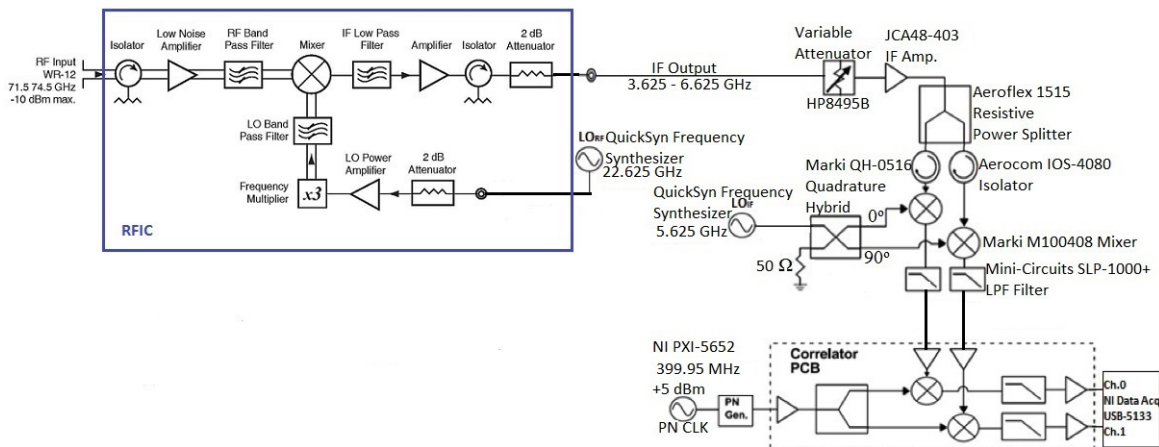 Isolator
Low Noise
Amplifier
RF Band
Pass Filter
Mixer
IF Low Pass
Filter
Amplifier
Isolator
2 dB
Attenuator
RF Input
WR-12
71.5 74.5 GHz
-10 dBm max.
LO Band
Pass Filter
LO Power
Amplifier
2 dB
Attenuator
Frequency
Multiplier
x3
RFIC
IF Output
3.625 - 6.625 GHz
LORF QuickSyn Frequency
Synthesizer
22.625 GHz
Variable
Attenuator
HP8495B
JCA48-403
IF Amp.
Aeroflex 1515
Resistive
Power Splitter
Marki QH-0516
Quadrature
Hybrid
Aerocom IOS-4080
Isolator
QuickSyn Frequency
Synthesizer LOIF
5.625 GHz
0º
90º
50 Ω
Marki M100408 Mixer
Mini-Circuits SLP-1000+
LPF Filter
NI PXI-5652
399.95 MHz
+5 dBm
PN CLK
PN
Gen.
Correlator
PCB
Ch.0
NI Data Acq
USB-5133
Ch.1